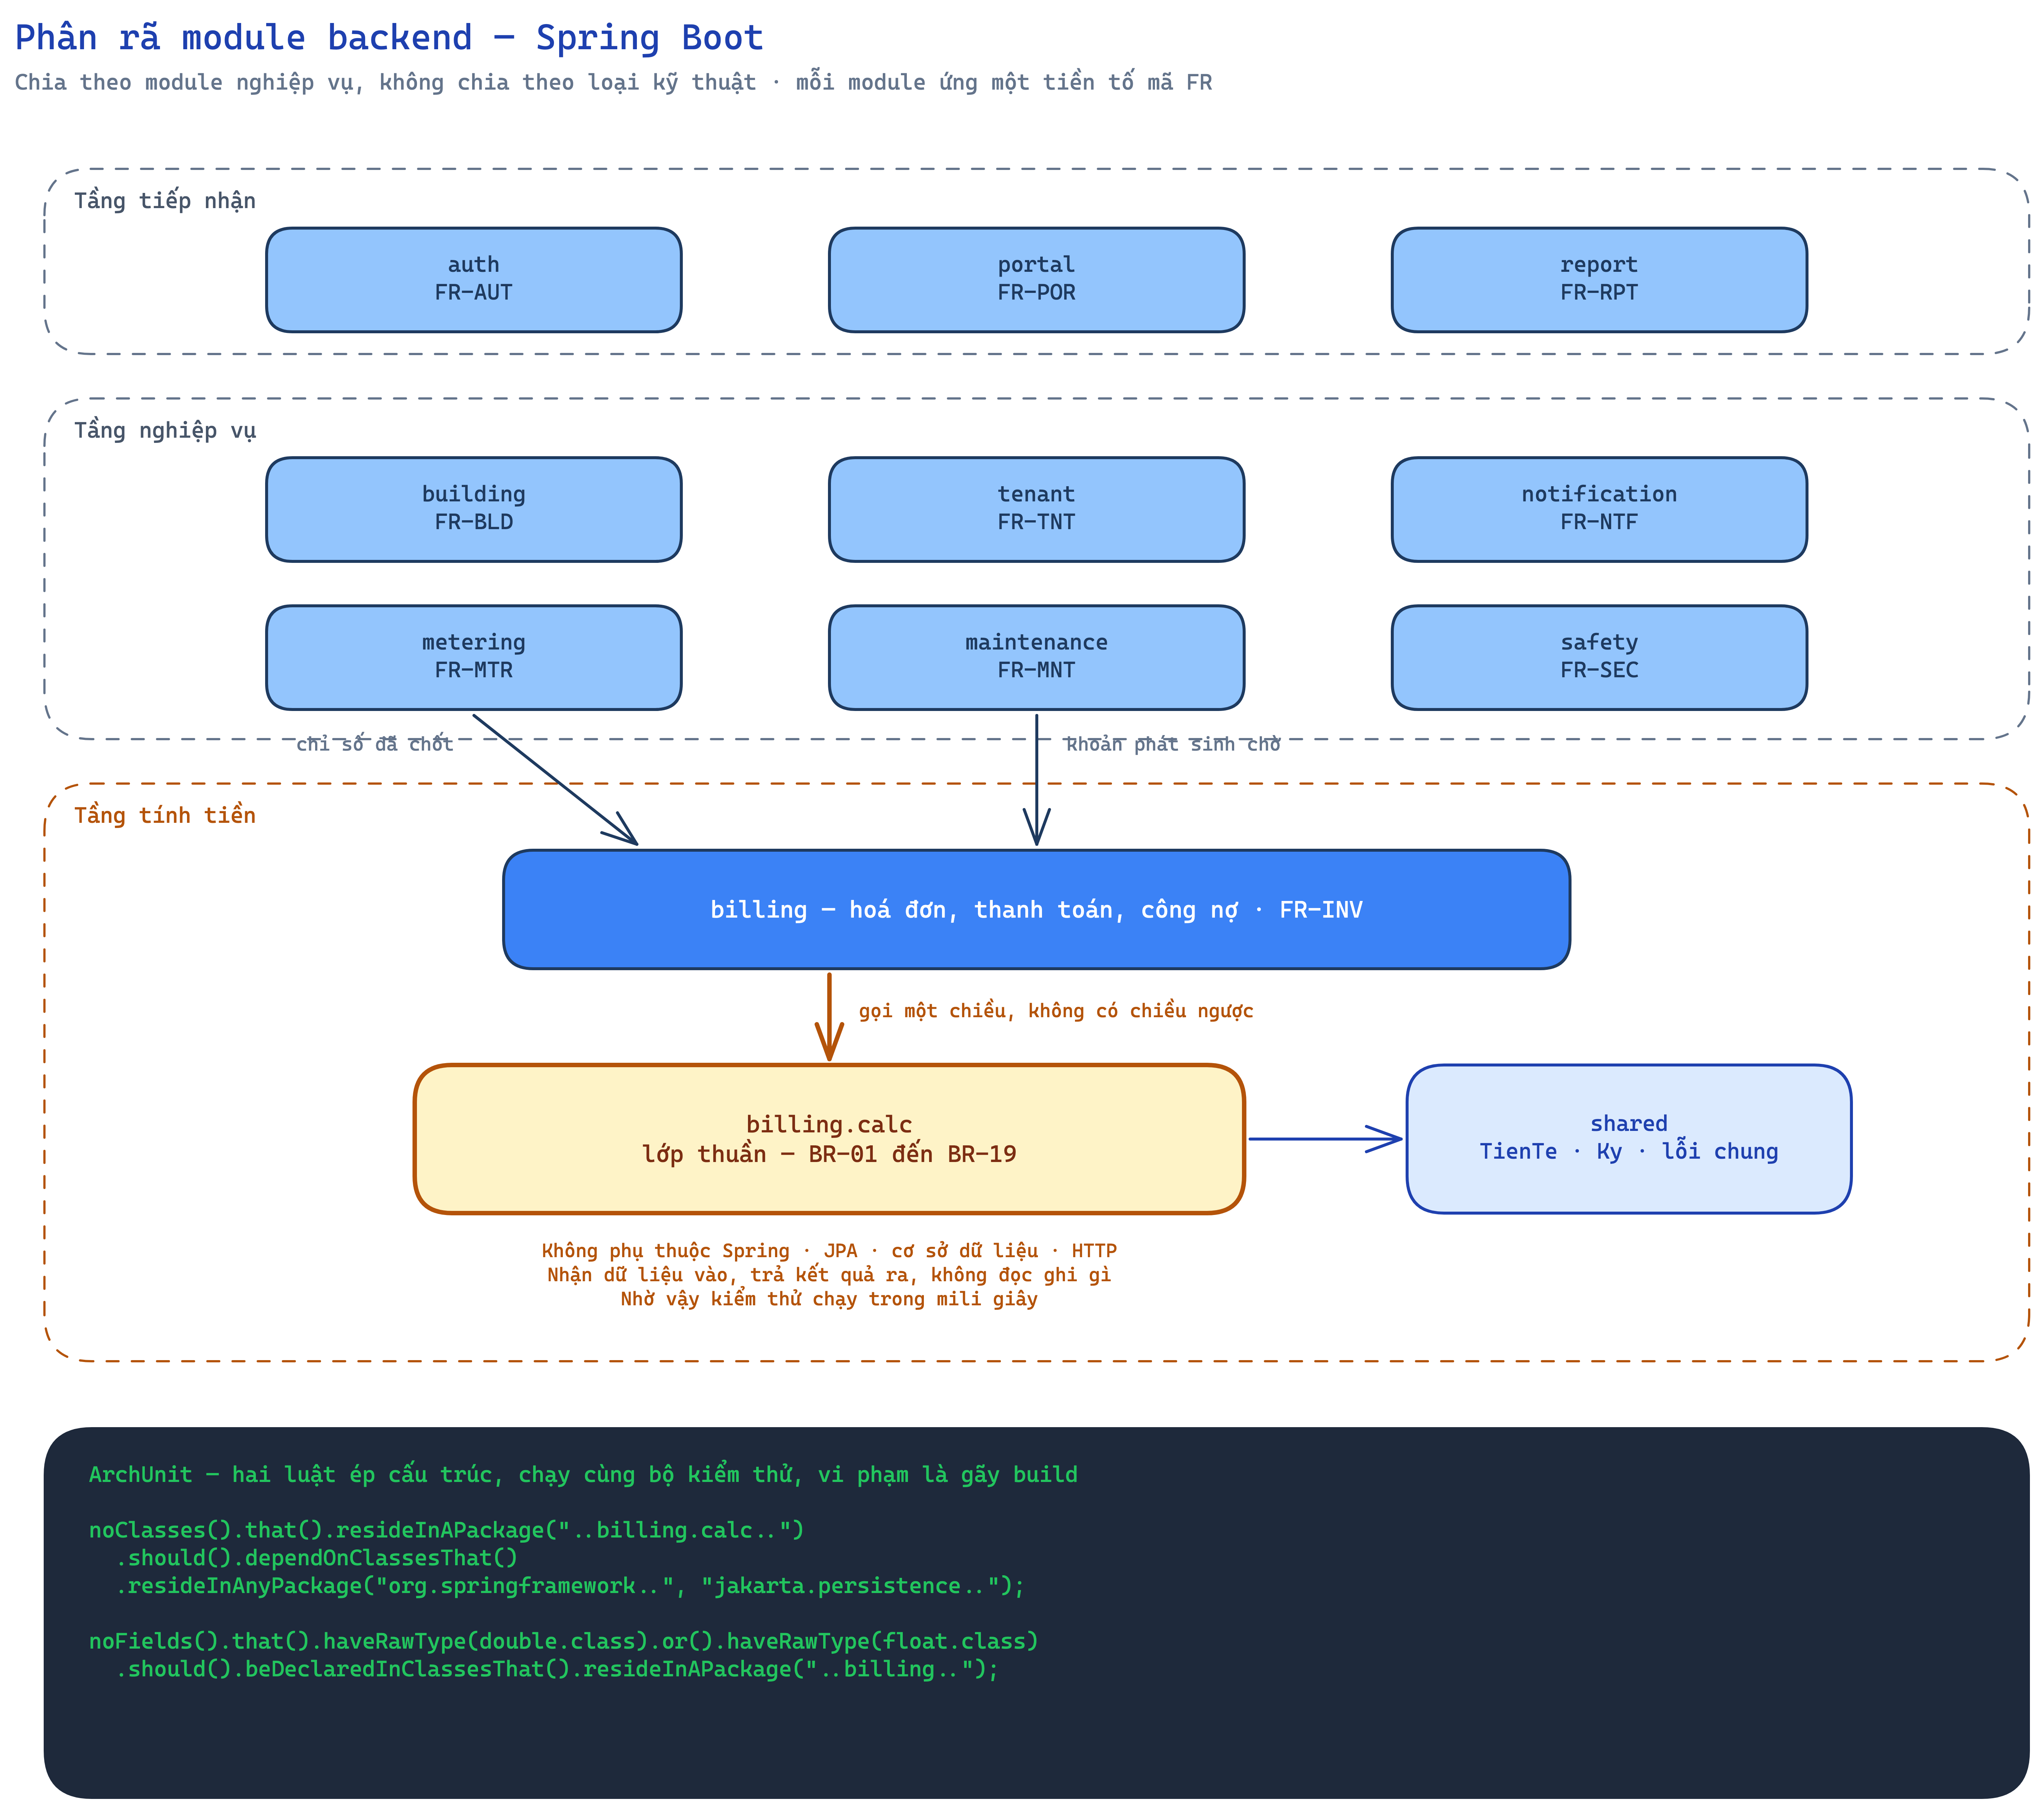 Phân rã module backend — Spring Boot
Chia theo module nghiệp vụ, không chia theo loại kỹ thuật · mỗi module ứng một tiền tố mã FR
Tầng tiếp nhận
auth
FR-AUT
portal
FR-POR
report
FR-RPT
Tầng nghiệp vụ
building
FR-BLD
tenant
FR-TNT
notification
FR-NTF
metering
FR-MTR
maintenance
FR-MNT
safety
FR-SEC
chỉ số đã chốt
khoản phát sinh chờ
Tầng tính tiền
billing — hoá đơn, thanh toán, công nợ · FR-INV
gọi một chiều, không có chiều ngược
billing.calc
lớp thuần — BR-01 đến BR-19
shared
TienTe · Ky · lỗi chung
Không phụ thuộc Spring · JPA · cơ sở dữ liệu · HTTP
Nhận dữ liệu vào, trả kết quả ra, không đọc ghi gì
Nhờ vậy kiểm thử chạy trong mili giây
ArchUnit — hai luật ép cấu trúc, chạy cùng bộ kiểm thử, vi phạm là gãy build
noClasses().that().resideInAPackage("..billing.calc..")
.should().dependOnClassesThat()
.resideInAnyPackage("org.springframework..", "jakarta.persistence..");
noFields().that().haveRawType(double.class).or().haveRawType(float.class)
.should().beDeclaredInClassesThat().resideInAPackage("..billing..");